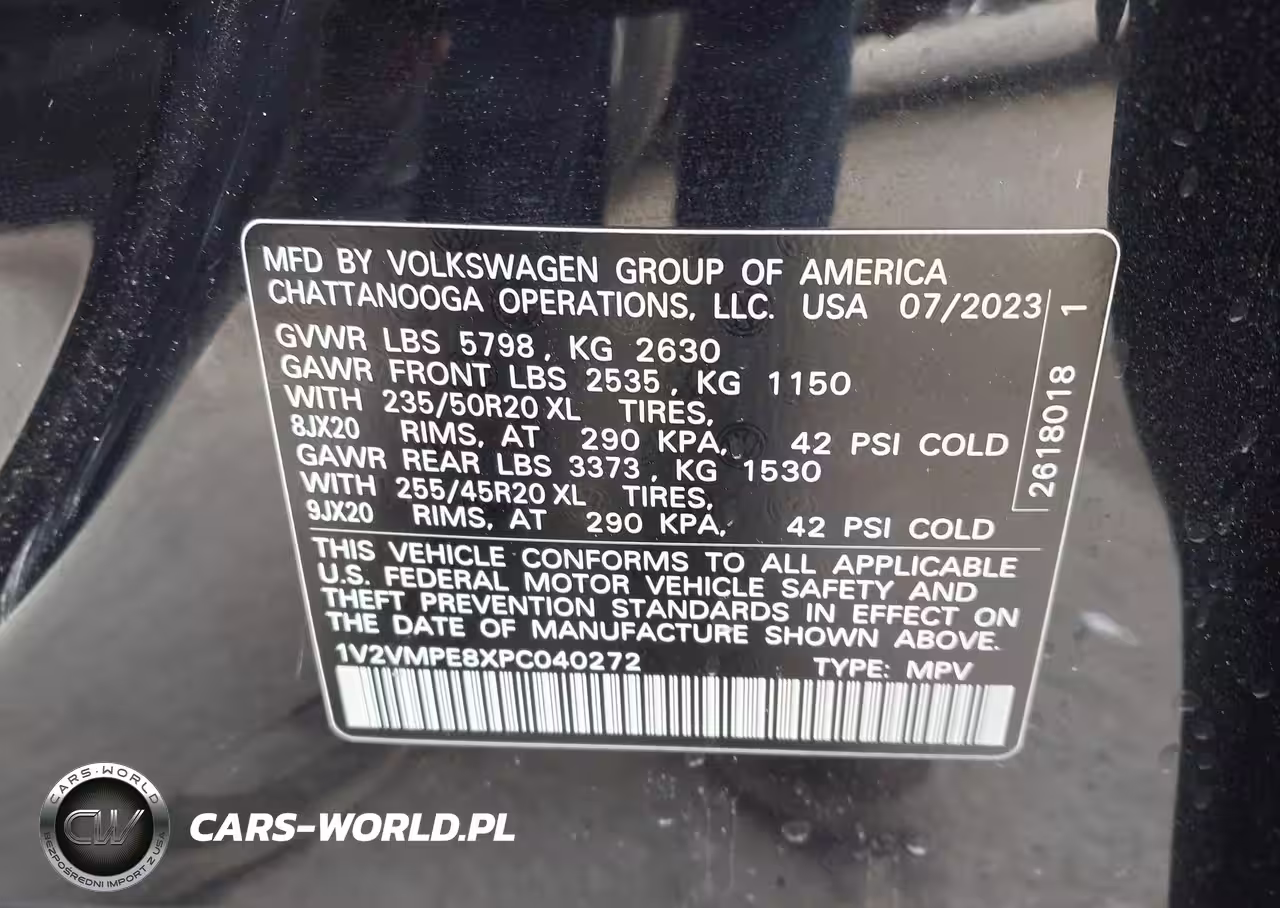 MFD BY VOLKSWAGEN GROUP OF AMERICA
CHATTANOOGA OPERATIONS, LLC. USA 07/2023
GVWR LBS 5798, KG 2630
GAWR FRONT LBS 2535, KG 1150
WITH 235/50R20 XL TIRES,
8JX20 RIMS, AT 290 KPA, 42 PSI COLD
GAWR REAR LBS 3373, KG 1530
WITH 255/45R20 XL TIRES,
9JX20 RIMS, AT 290 KPA, 42 PSI COLD
2618018 1
THIS VEHICLE CONFORMS TO ALL APPLICABLE
U.S. FEDERAL MOTOR VEHICLE SAFETY AND
THEFT PREVENTION STANDARDS IN EFFECT ON
THE DATE OF MANUFACTURE SHOWN ABOVE.
1V2VMPE8XPC040272 TYPE: MPV
CARS-WORLD
CW
BEZPOŚREDNI IMPORT Z USA
CARS-WORLD.PL